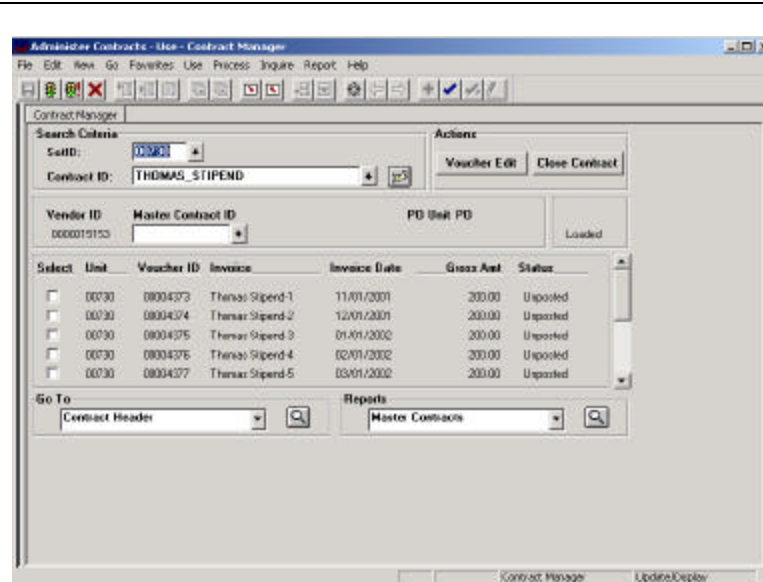 Administer Contracts - Use - Contract Manager
File Edit View Go Favorites Use Process Inquire Report Help
Contract Manager
Search Criteria
Actions
SetID:
Voucher Edit Close Contract
Contract ID: THOMAS_STIPEND
Vendor ID Master Contract ID PO Unit PO
0000015153 Loaded
Select Unit Voucher ID Invoice Invoice Date Gross Amt Status
00730 08004373 Thomas Stipend-1 11/01/2001 200.00 Unposted
00730 08004374 Thomas Stipend-2 12/01/2001 200.00 Unposted
00730 08004375 Thomas Stipend-3 01/01/2002 200.00 Unposted
00730 08004376 Thomas Stipend-4 02/01/2002 200.00 Unposted
00730 08004377 Thomas Stipend-5 03/01/2002 200.00 Unposted
Go To Reports
Contract Header Master Contracts
Contract Manager Update/Display